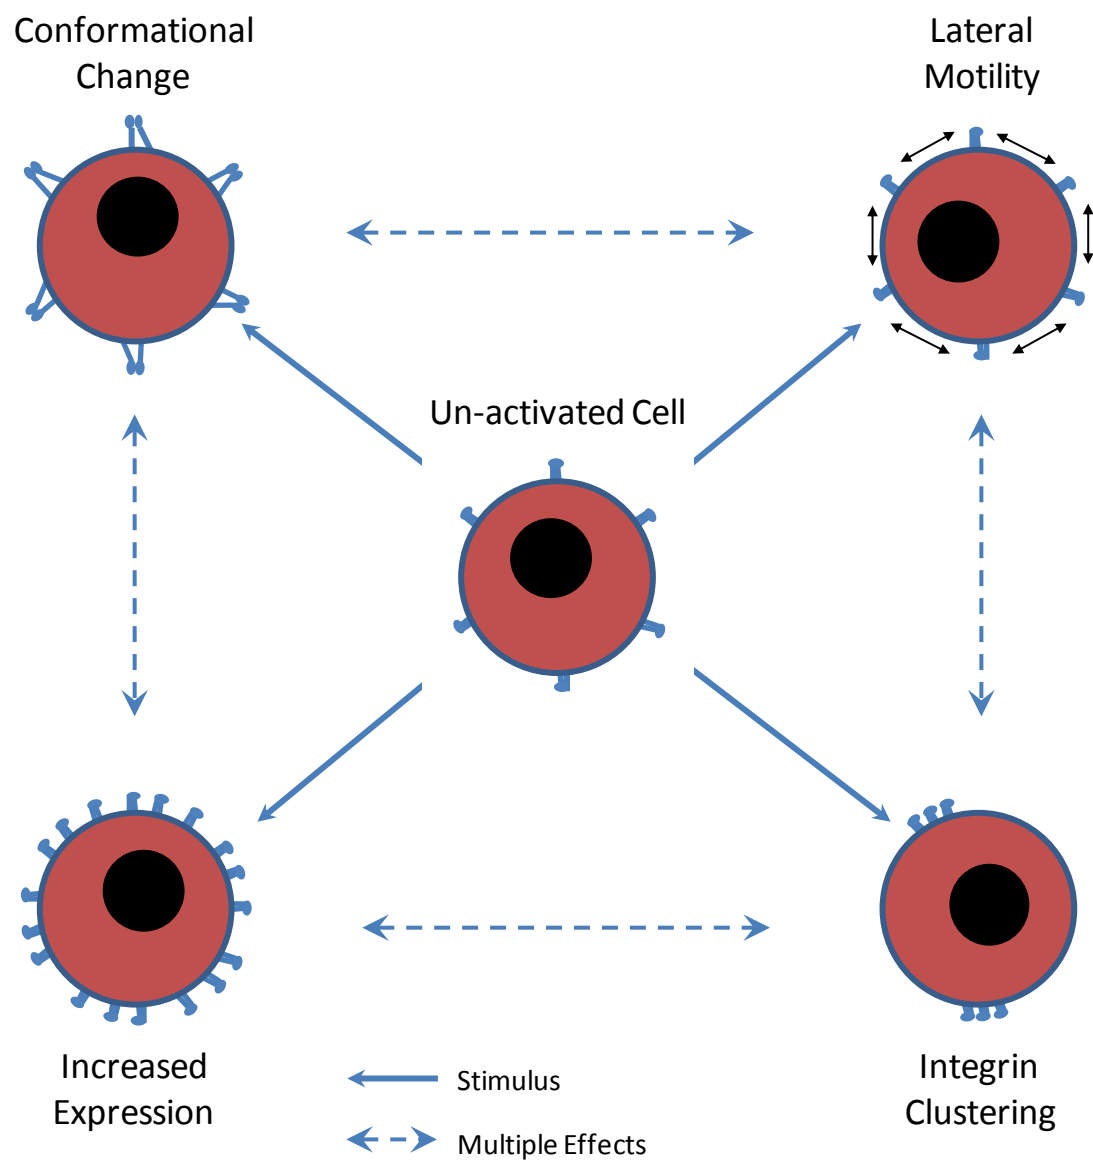 Conformational
Change
Lateral
Motility
Un-activated Cell
Increased
Expression
Integrin
Clustering
Stimulus
Multiple Effects